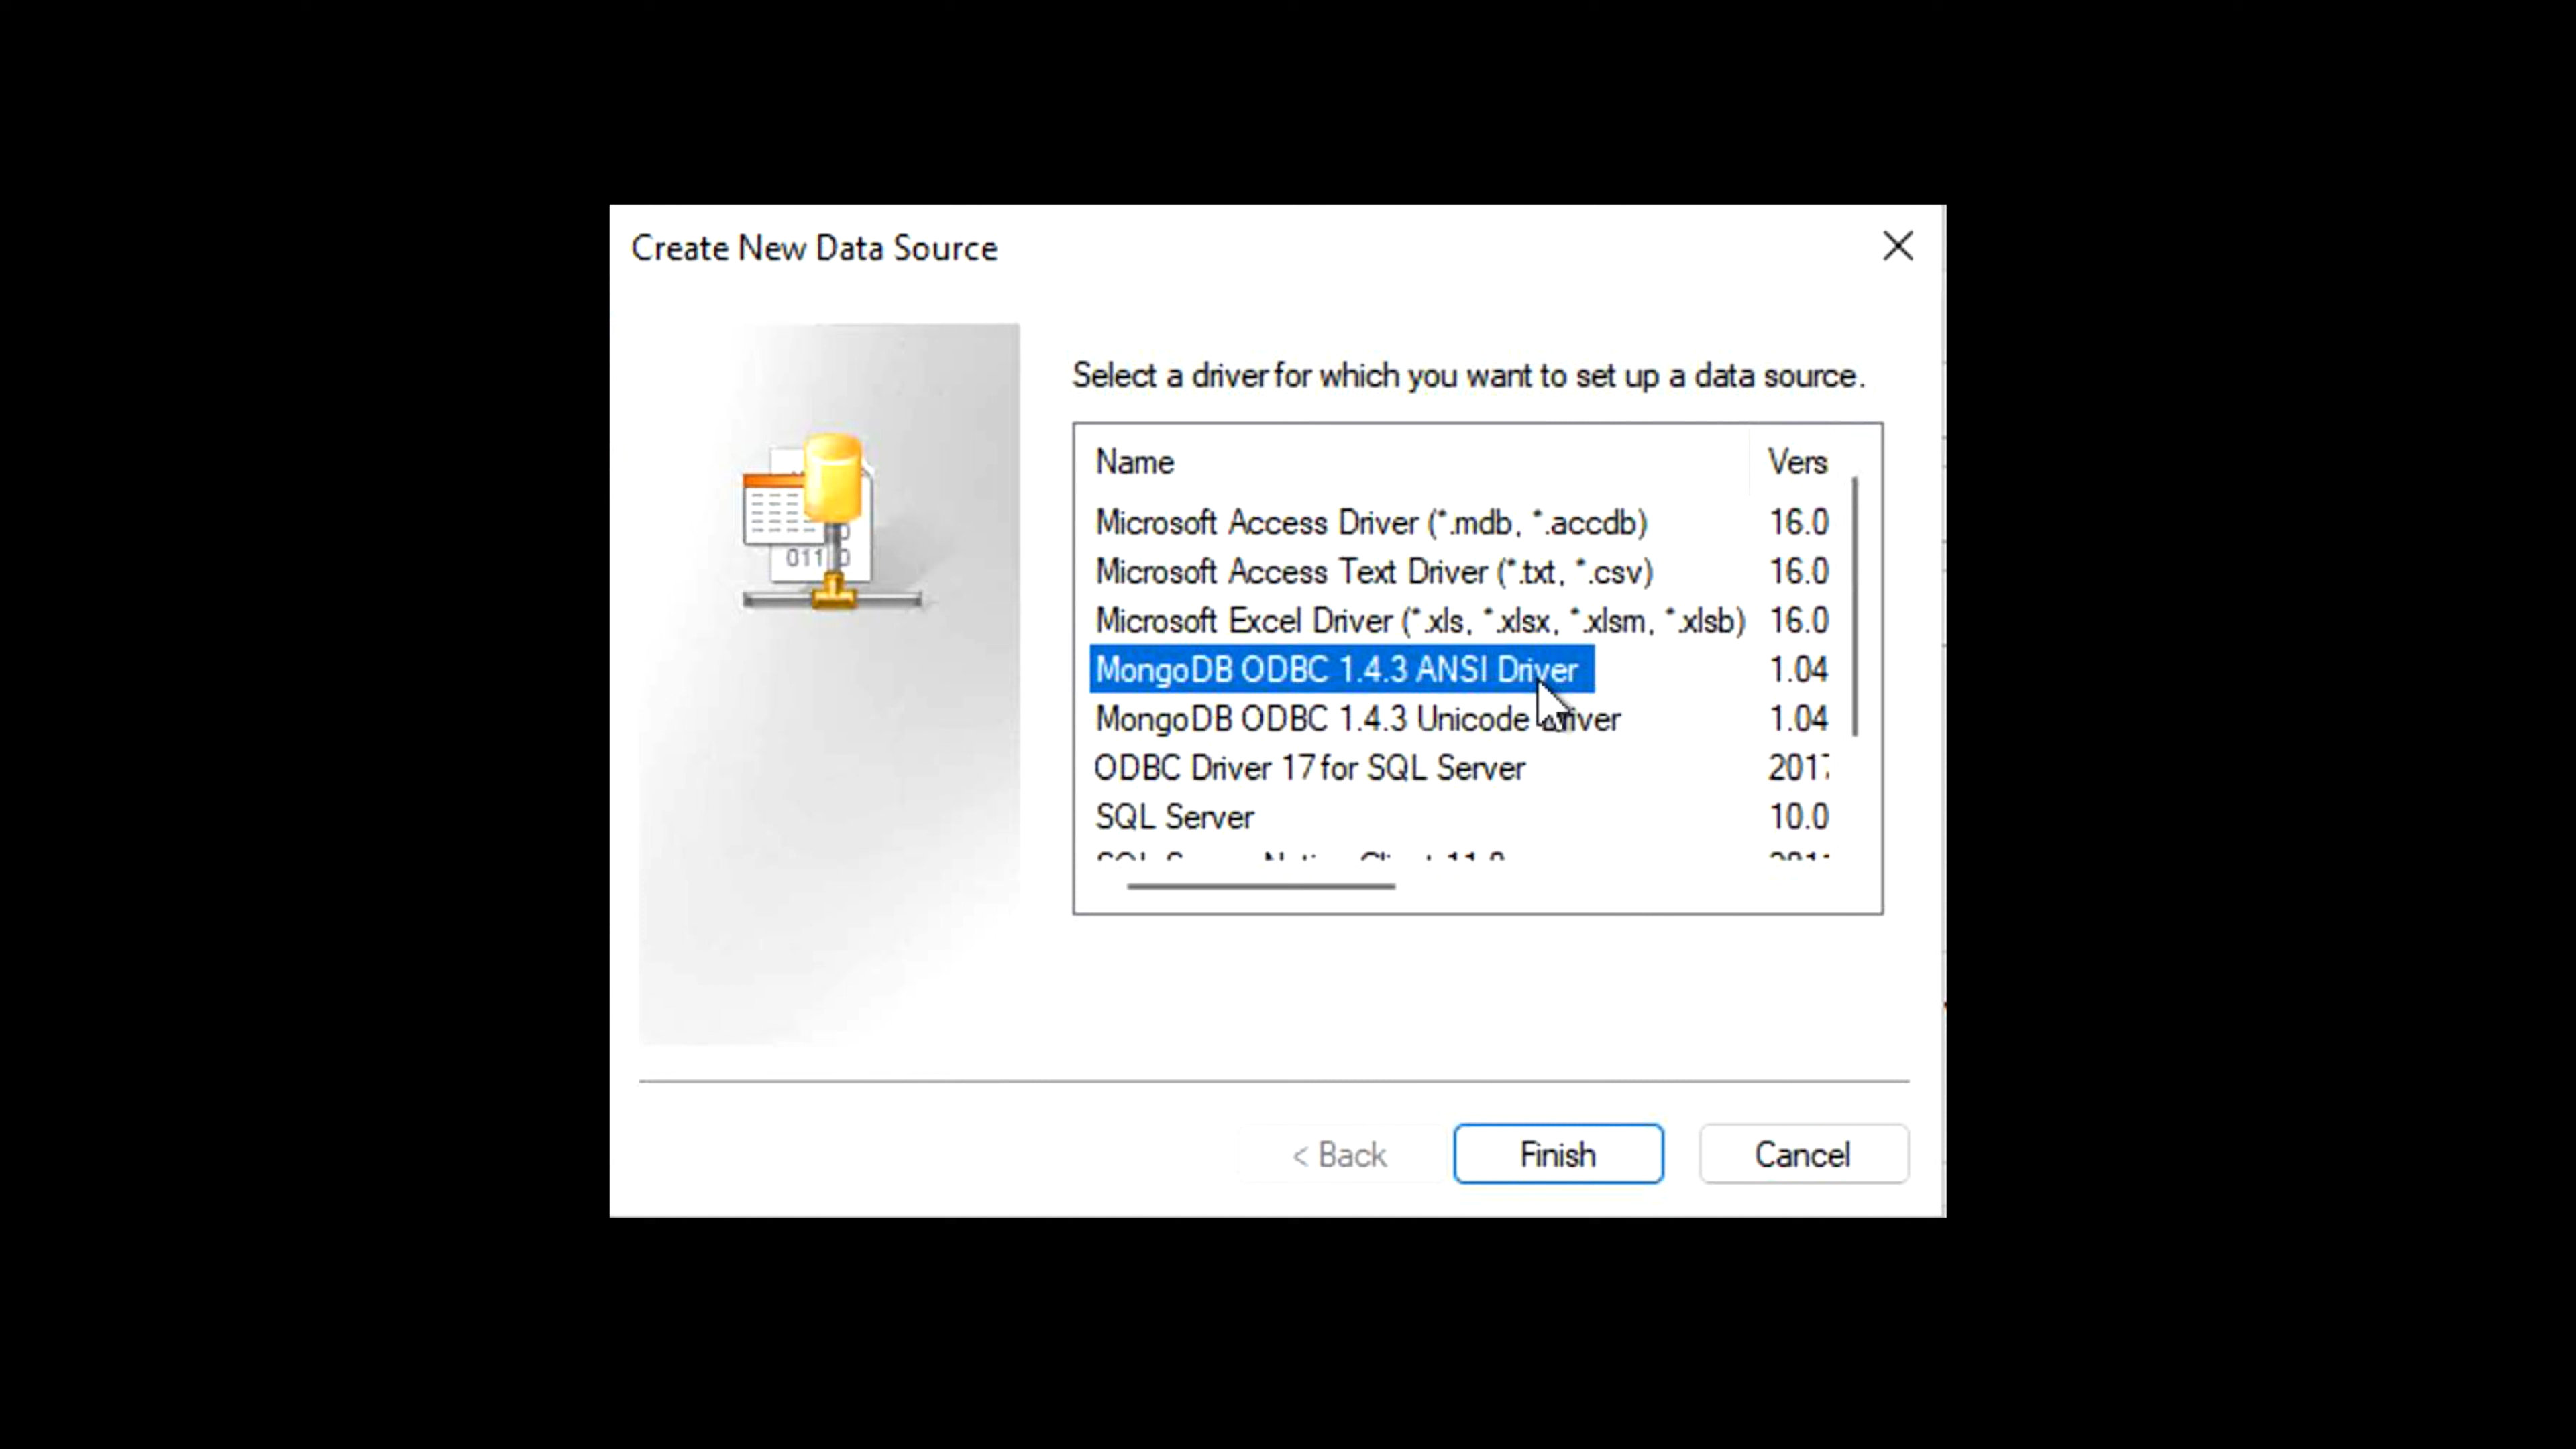 Create New Data Source
Select a driver for which you want to set up a data source.
Name Vers
Microsoft Access Driver (*.mdb, *.accdb) 16.0
Microsoft Access Text Driver (*.txt, *.csv) 16.0
Microsoft Excel Driver (*.xls, *.xlsx, *.xlsm, *.xlsb) 16.0
MongoDB ODBC 1.4.3 ANSI Driver 1.04
MongoDB ODBC 1.4.3 Unicode Driver 1.04
ODBC Driver 17 for SQL Server 2017
SQL Server 10.0
011
< Back Finish Cancel